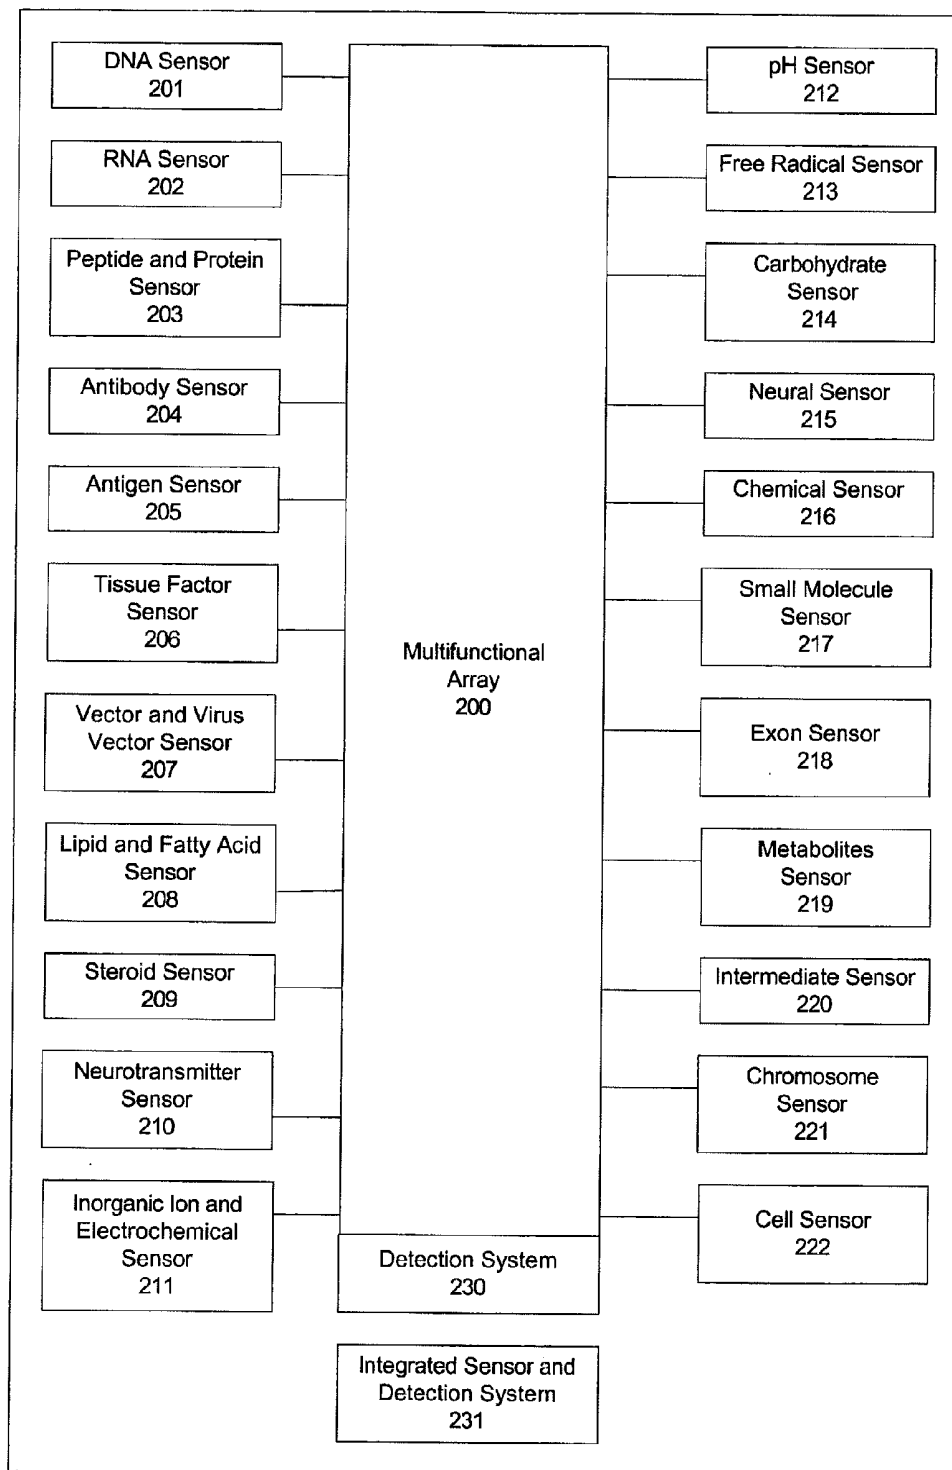 DNA Sensor
201
RNA Sensor
202
Peptide and Protein
Sensor
203
Antibody Sensor
204
Antigen Sensor
205
Tissue Factor
Sensor
206
Vector and Virus
Vector Sensor
207
Lipid and Fatty Acid
Sensor
208
Steroid Sensor
209
Neurotransmitter
Sensor
210
Inorganic Ion and
Electrochemical
Sensor
211
Multifunctional
Array
200
Detection System
230
Integrated Sensor and
Detection System
231
pH Sensor
212
Free Radical Sensor
213
Carbohydrate
Sensor
214
Neural Sensor
215
Chemical Sensor
216
Small Molecule
Sensor
217
Exon Sensor
218
Metabolites
Sensor
219
Intermediate Sensor
220
Chromosome
Sensor
221
Cell Sensor
222